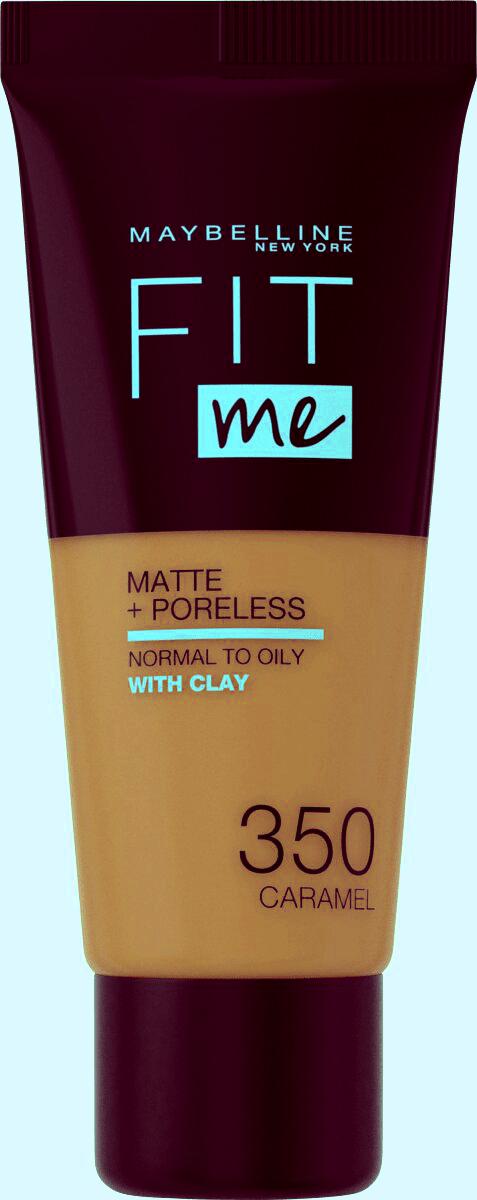 MAYBELLINE
NEW YORK
FIT
me
MATTE
+ PORELESS
NORMAL TO OILY
WITH CLAY
350
CARAMEL